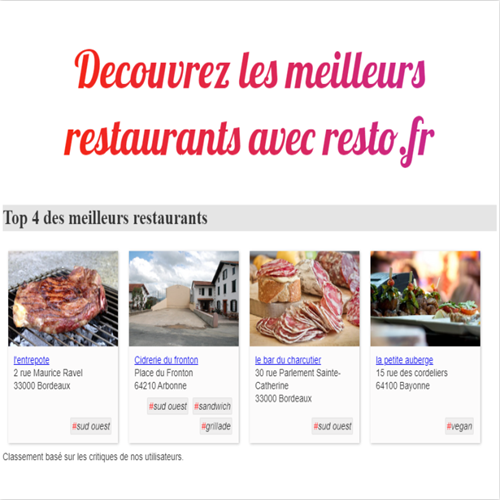 Decouvrez les meilleurs
restaurants avec resto.fr
Top 4 des meilleurs restaurants
l'entrepote
2 rue Maurice Ravel
33000 Bordeaux
#sud ouest
Cidrerie du fronton
Place du Fronton
64210 Arbonne
#sud ouest #sandwich
#grillade
le bar du charcutier
30 rue Parlement Sainte-
Catherine
33000 Bordeaux
#sud ouest
la petite auberge
15 rue des cordeliers
64100 Bayonne
#vegan
Classement basé sur les critiques de nos utilisateurs.